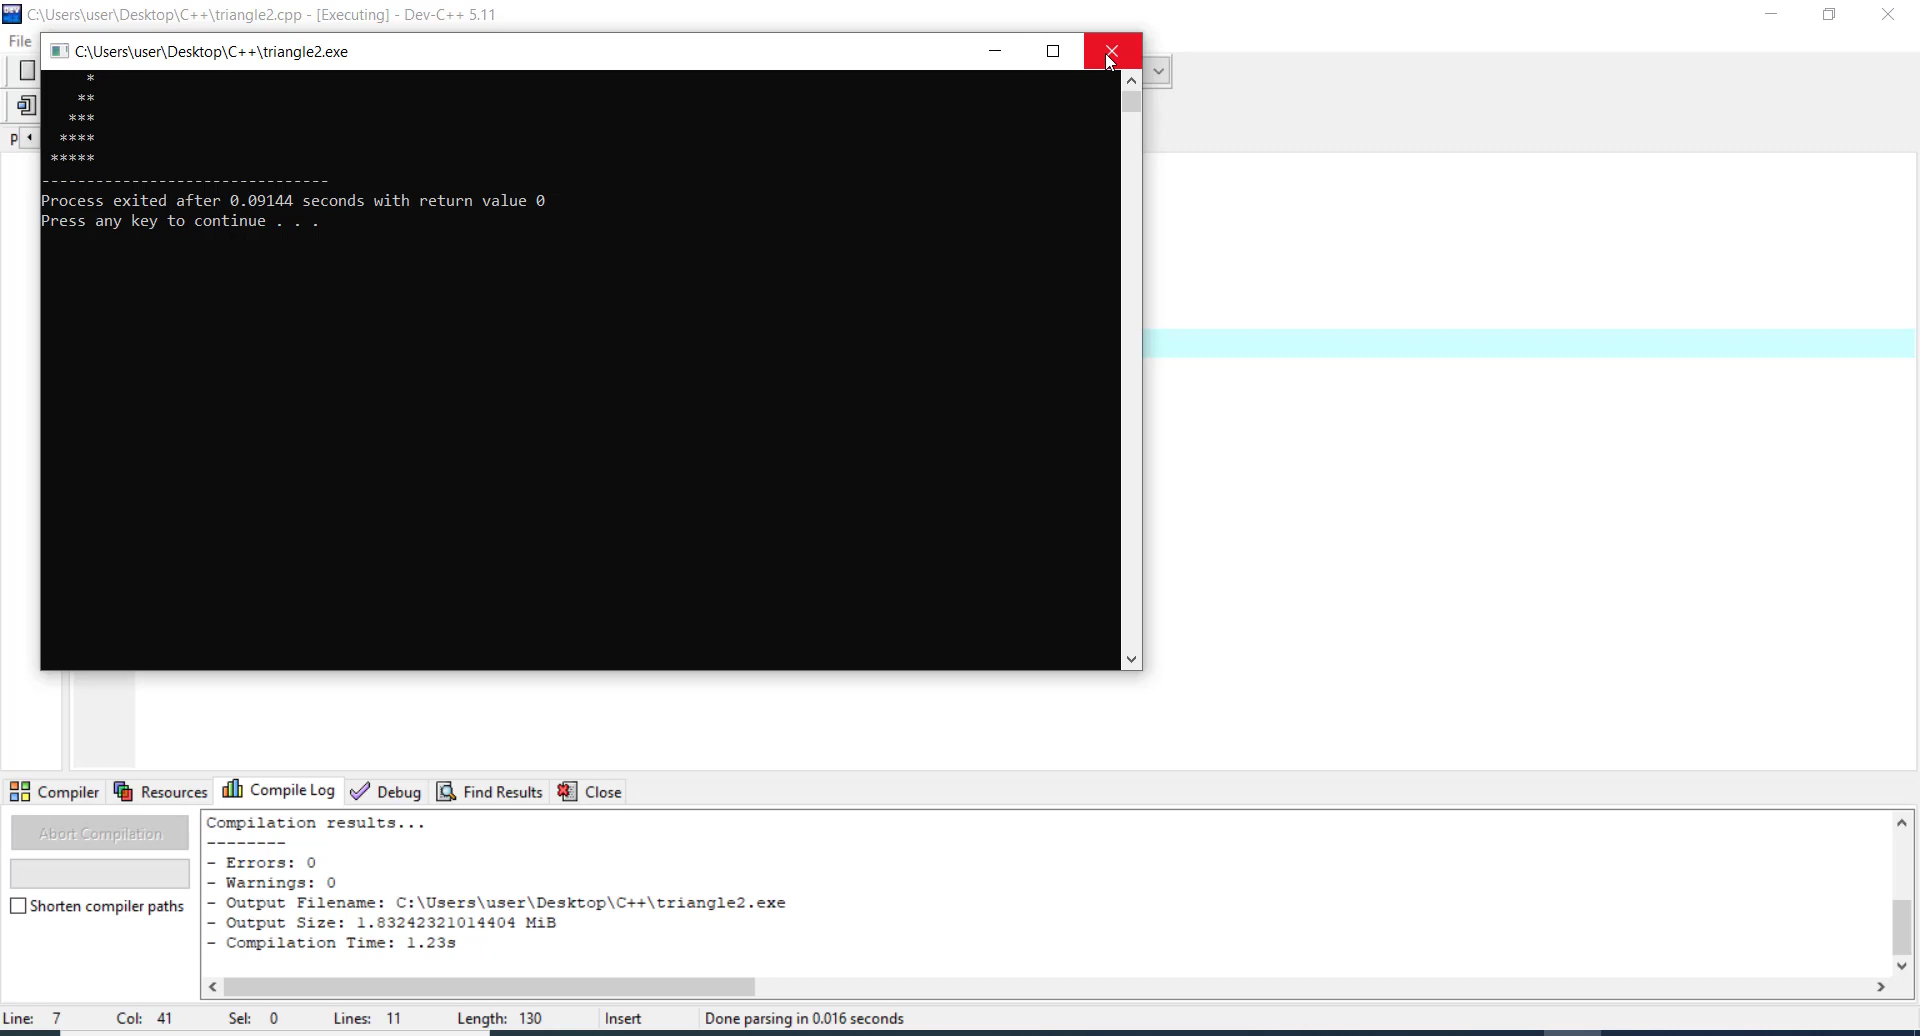 C:\Users\user\Desktop\C++\triangle2.cpp - [Executing] - Dev-C++ 5.11
File
C:\Users\user\Desktop\C++\triangle2.exe
*
**
***
****
*****
--------------------------------
Process exited after 0.09144 seconds with return value 0
Press any key to continue . . .
Compiler Resources Compile Log Debug Find Results Close
Abort Compilation
Shorten compiler paths
Compilation results...
--------
- Errors: 0
- Warnings: 0
- Output Filename: C:\Users\user\Desktop\C++\triangle2.exe
- Output Size: 1.83242321014404 MiB
- Compilation Time: 1.23s
Line: 7 Col: 41 Sel: 0 Lines: 11 Length: 130 Insert Done parsing in 0.016 seconds